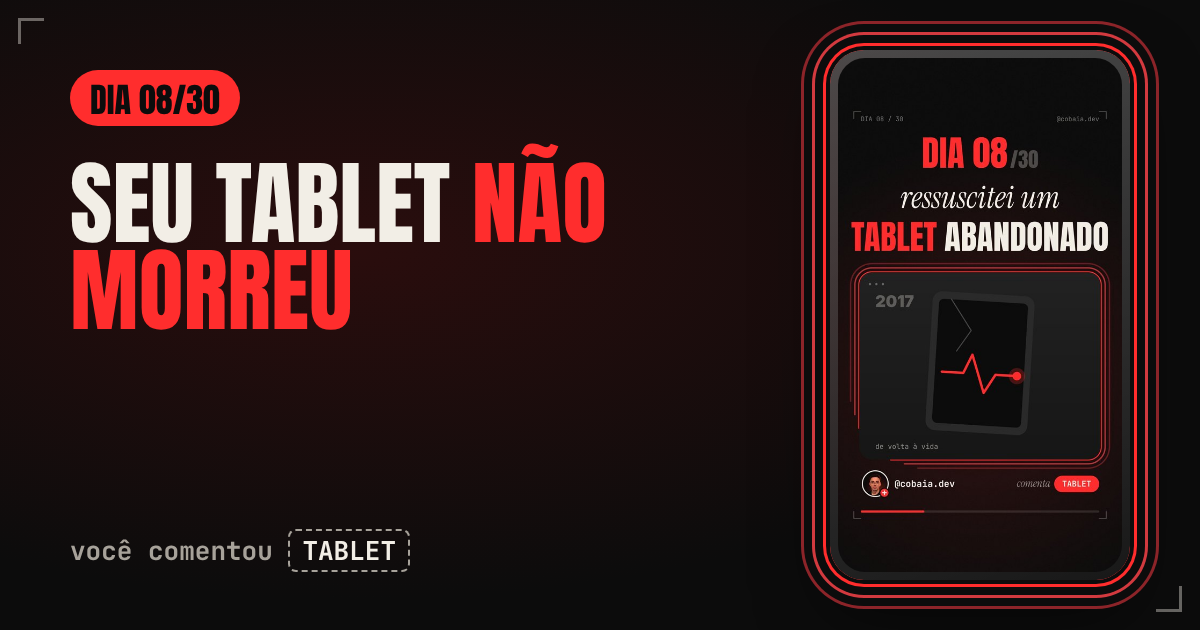 DIA 08/30
SEU TABLET NÃO
MORREU
você comentou TABLET
DIA 08 / 30 @cobaia.dev
DIA 08/30
ressuscitei um
TABLET ABANDONADO
2017
de volta à vida
@cobaia.dev comenta TABLET